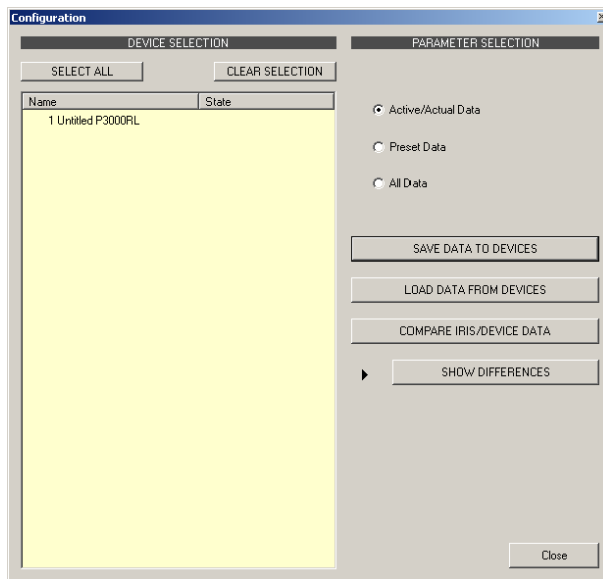 Configuration
DEVICE SELECTION
SELECT ALL
CLEAR SELECTION
Name
State
1 Untitled P3000RL
PARAMETER SELECTION
Active/Actual Data
Preset Data
All Data
SAVE DATA TO DEVICES
LOAD DATA FROM DEVICES
COMPARE IRIS/DEVICE DATA
SHOW DIFFERENCES
Close